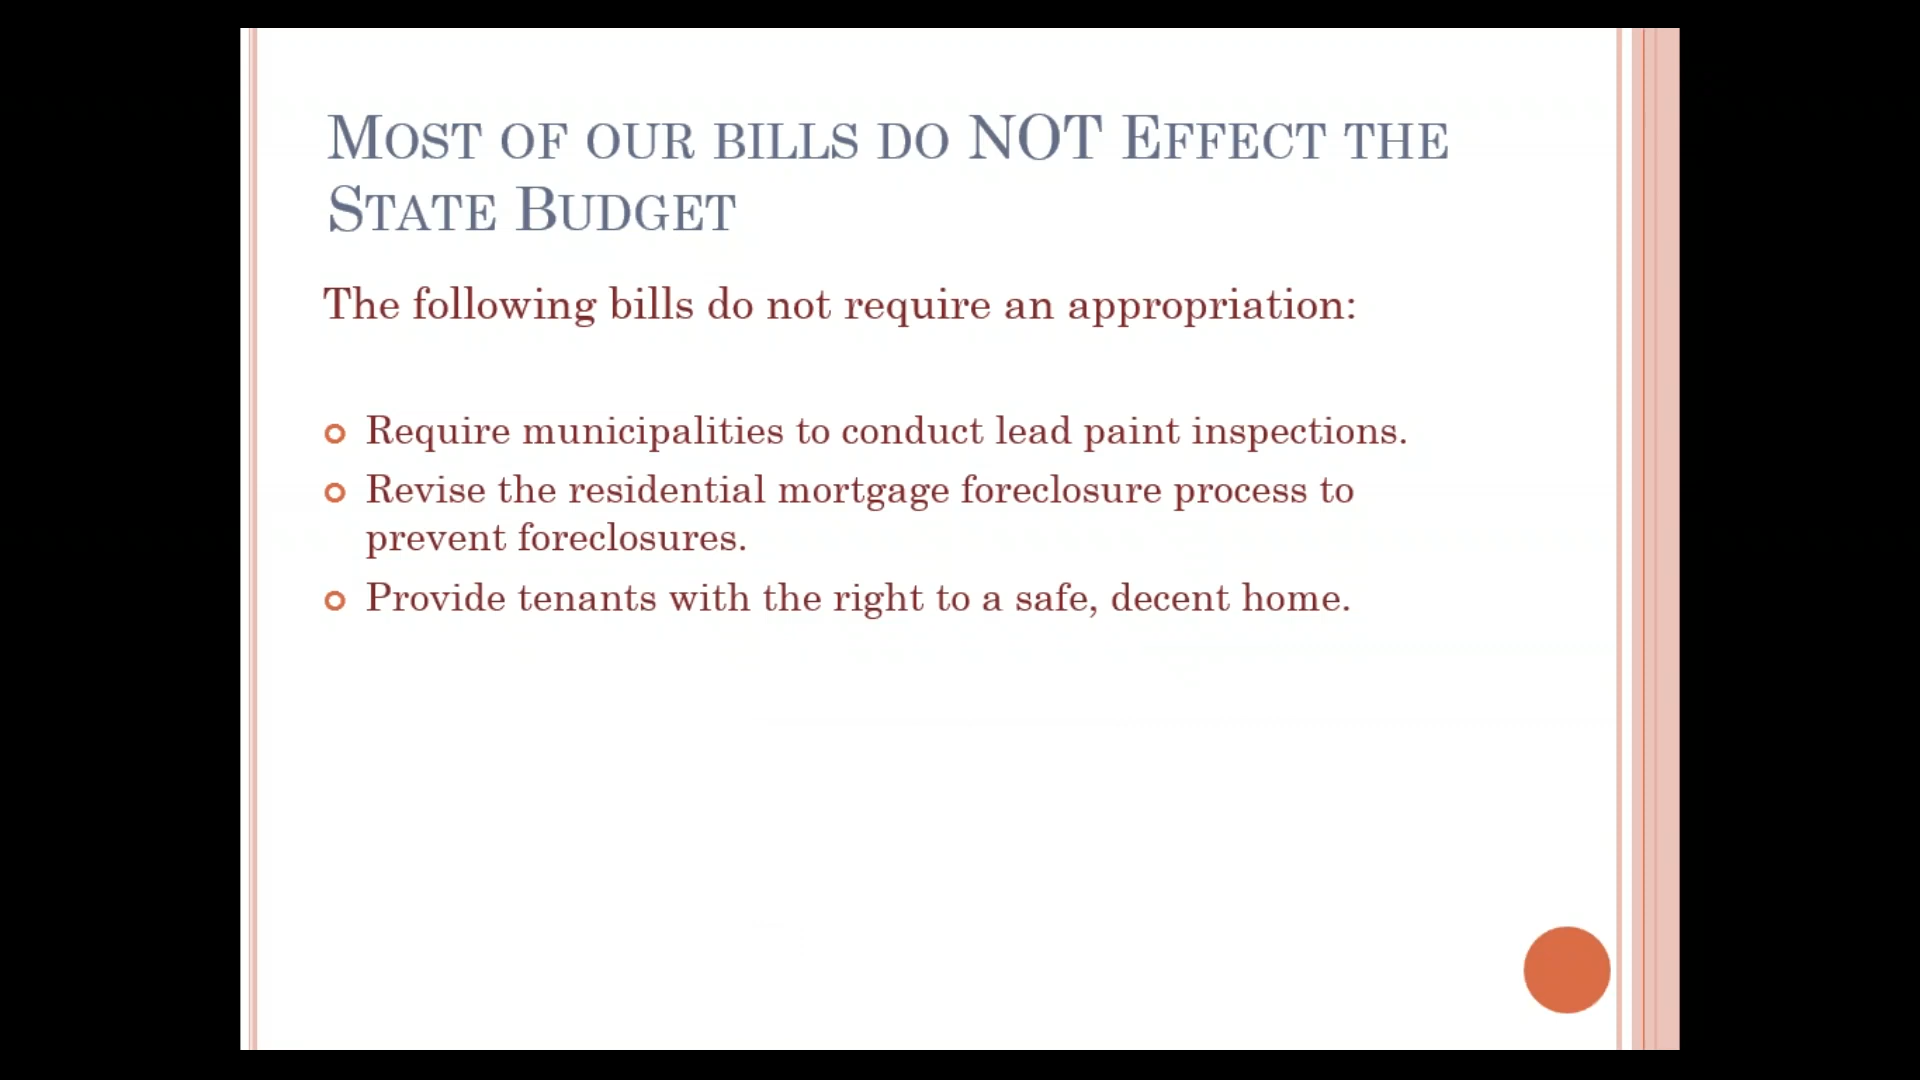 Most of our bills do NOT Effect the
State Budget
The following bills do not require an appropriation:
Require municipalities to conduct lead paint inspections.
Revise the residential mortgage foreclosure process to
prevent foreclosures.
Provide tenants with the right to a safe, decent home.